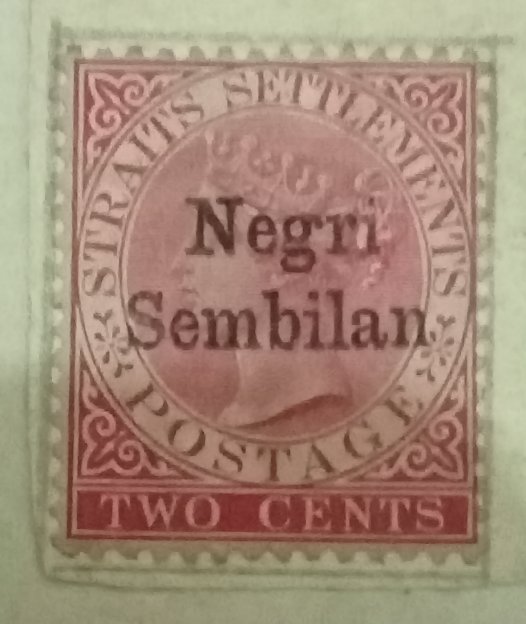 STRAITS SETTLEMENTS
Negri
Sembilan
POSTAGE
TWO CENTS